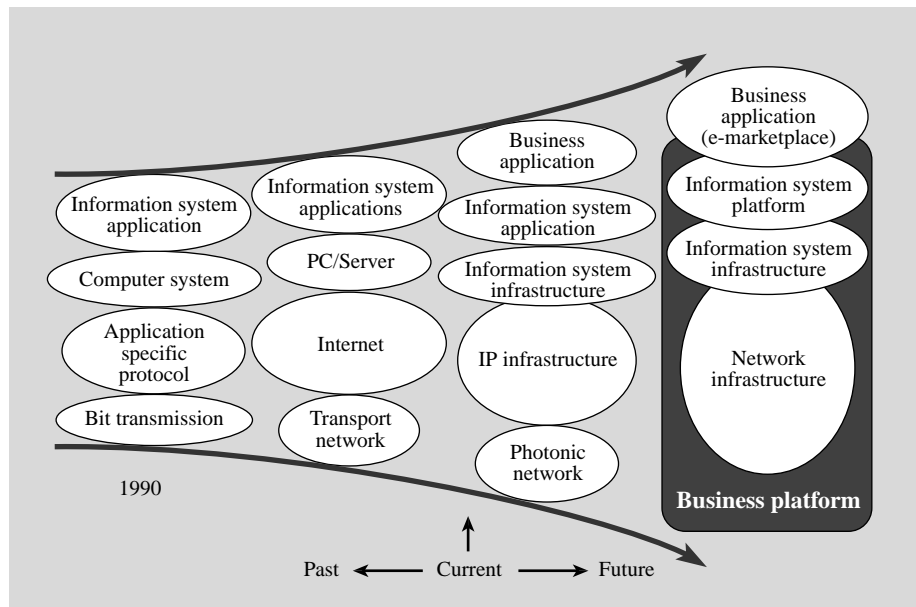 Information system
application
Computer system
Application
specific
protocol
Bit transmission
1990
Information system
applications
PC/Server
Internet
Transport
network
Business
application
Information system
application
Information system
infrastructure
IP infrastructure
Photonic
network
Business
application
(e-marketplace)
Information system
platform
Information system
infrastructure
Network
infrastructure
Business platform
Past
Current
Future